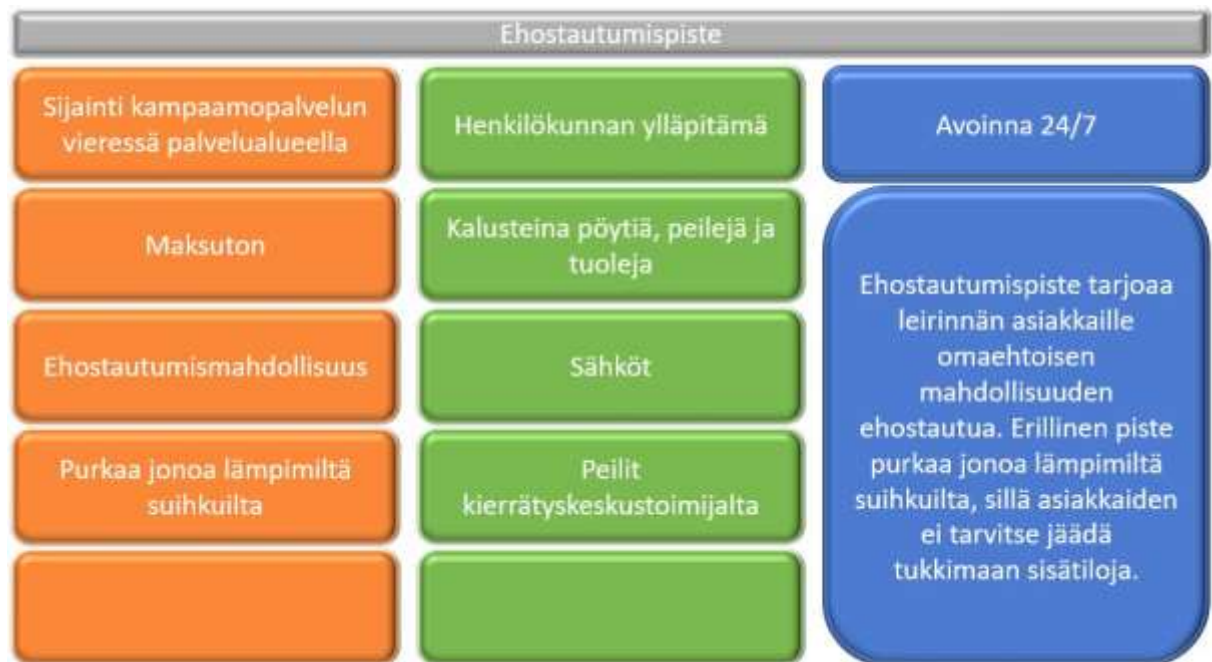 Ehostautumispiste
Sijainti kampaamopalvelun
vieressä palvelualueella
Maksuton
Ehostautumismahdollisuus
Purkaa jonoa lämpimiltä
suihkuilta
Henkilökunnan ylläpitämä
Kalusteina pöytiä, peilejä ja
tuoleja
Sähköt
Peilit
kierrätyskeskustoimijalta
Avoinna 24/7
Ehostautumispiste tarjoaa
leirinnän asiakkaille
omaehtoisen
mahdollisuuden
ehostautua. Erillinen piste
purkaa jonoa lämpimiltä
suihkuilta, sillä asiakkaiden
ei tarvitse jäädä
tukkimaan sisätiloja.